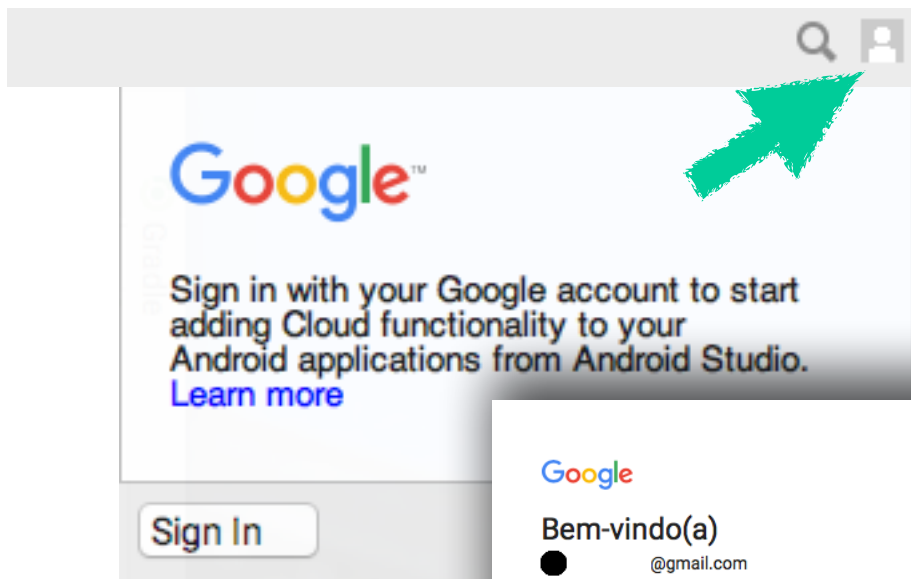 Google™
Gradle
Sign in with your Google account to start
adding Cloud functionality to your
Android applications from Android Studio.
Learn more
Sign In
Google
Bem-vindo(a)
@gmail.com